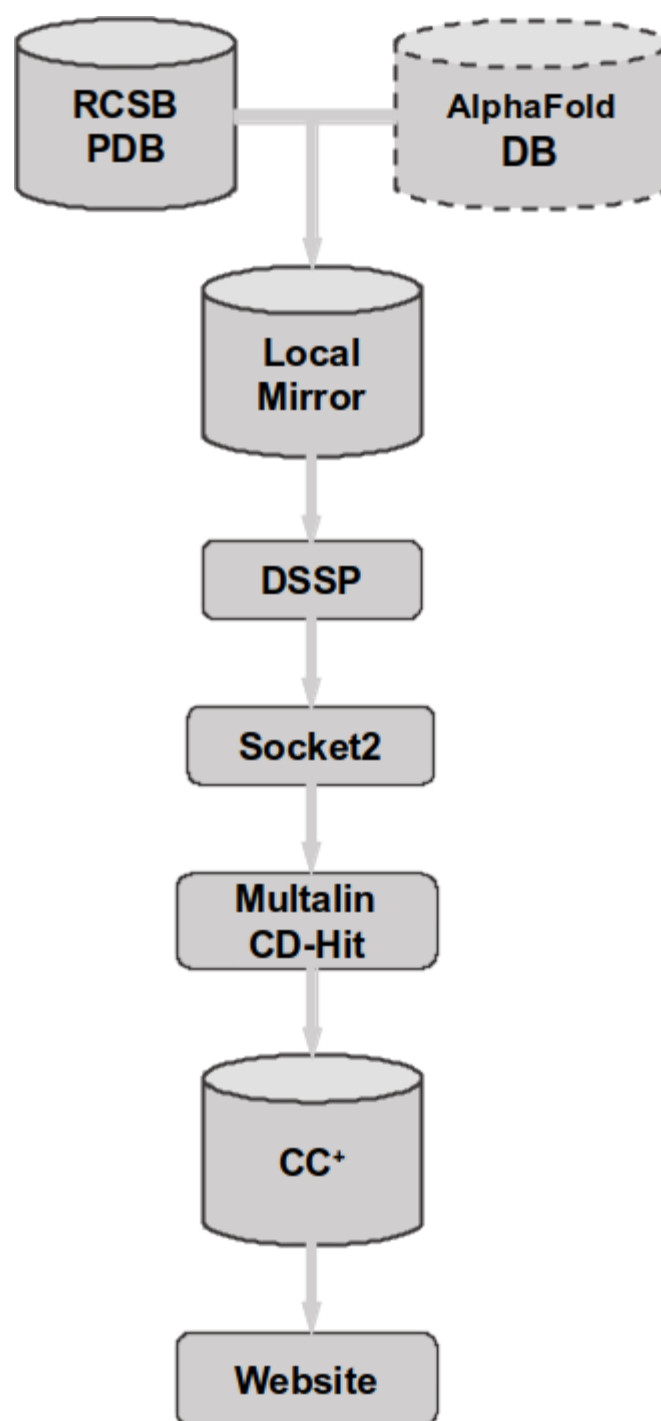 RCSB
PDB
AlphaFold
DB
Local
Mirror
DSSP
Socket2
Multalin
CD-Hit
CC⁺
Website